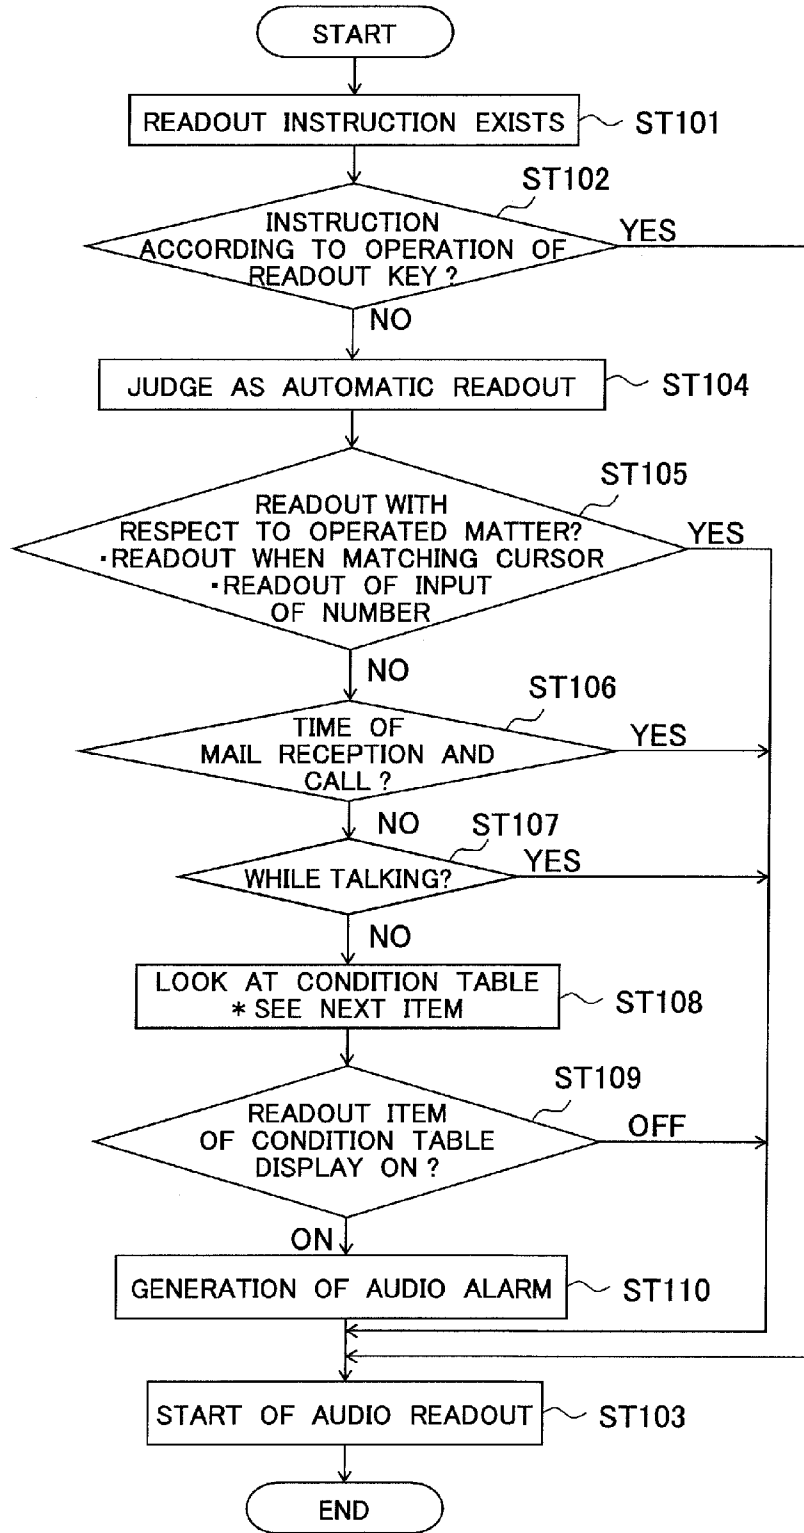 START
READOUT INSTRUCTION EXISTS
ST101
ST102
INSTRUCTION
ACCORDING TO OPERATION OF
READOUT KEY?
YES
NO
JUDGE AS AUTOMATIC READOUT
ST104
ST105
READOUT WITH
RESPECT TO OPERATED MATTER?
・READOUT WHEN MATCHING CURSOR
・READOUT OF INPUT
OF NUMBER
YES
NO
ST106
TIME OF
MAIL RECEPTION AND
CALL?
YES
NO
ST107
WHILE TALKING?
YES
NO
LOOK AT CONDITION TABLE
* SEE NEXT ITEM
ST108
ST109
READOUT ITEM
OF CONDITION TABLE
DISPLAY ON?
OFF
ON
GENERATION OF AUDIO ALARM
ST110
START OF AUDIO READOUT
ST103
END